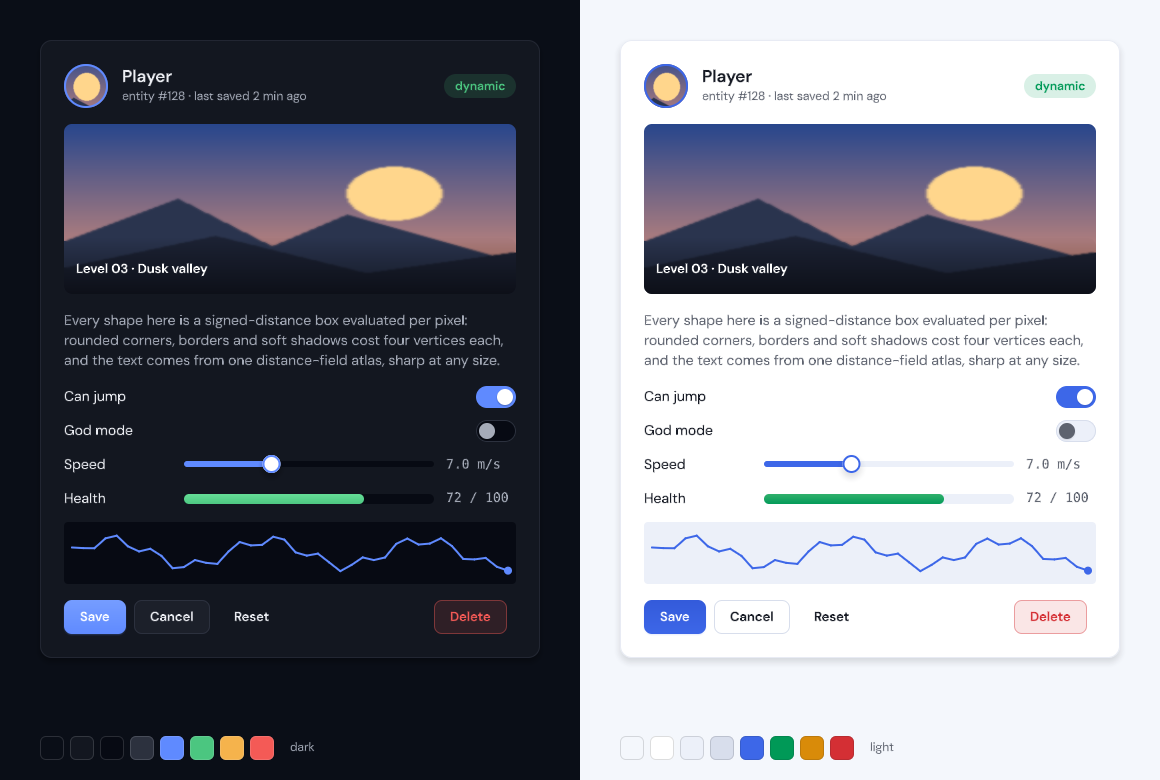 Player
entity #128 · last saved 2 min ago
dynamic
Level 03 · Dusk valley
Every shape here is a signed-distance box evaluated per pixel:
rounded corners, borders and soft shadows cost four vertices each,
and the text comes from one distance-field atlas, sharp at any size.
Can jump
God mode
Speed 7.0 m/s
Health 72 / 100
Save Cancel Reset Delete
dark
Player
entity #128 · last saved 2 min ago
dynamic
Level 03 · Dusk valley
Every shape here is a signed-distance box evaluated per pixel:
rounded corners, borders and soft shadows cost four vertices each,
and the text comes from one distance-field atlas, sharp at any size.
Can jump
God mode
Speed 7.0 m/s
Health 72 / 100
Save Cancel Reset Delete
light